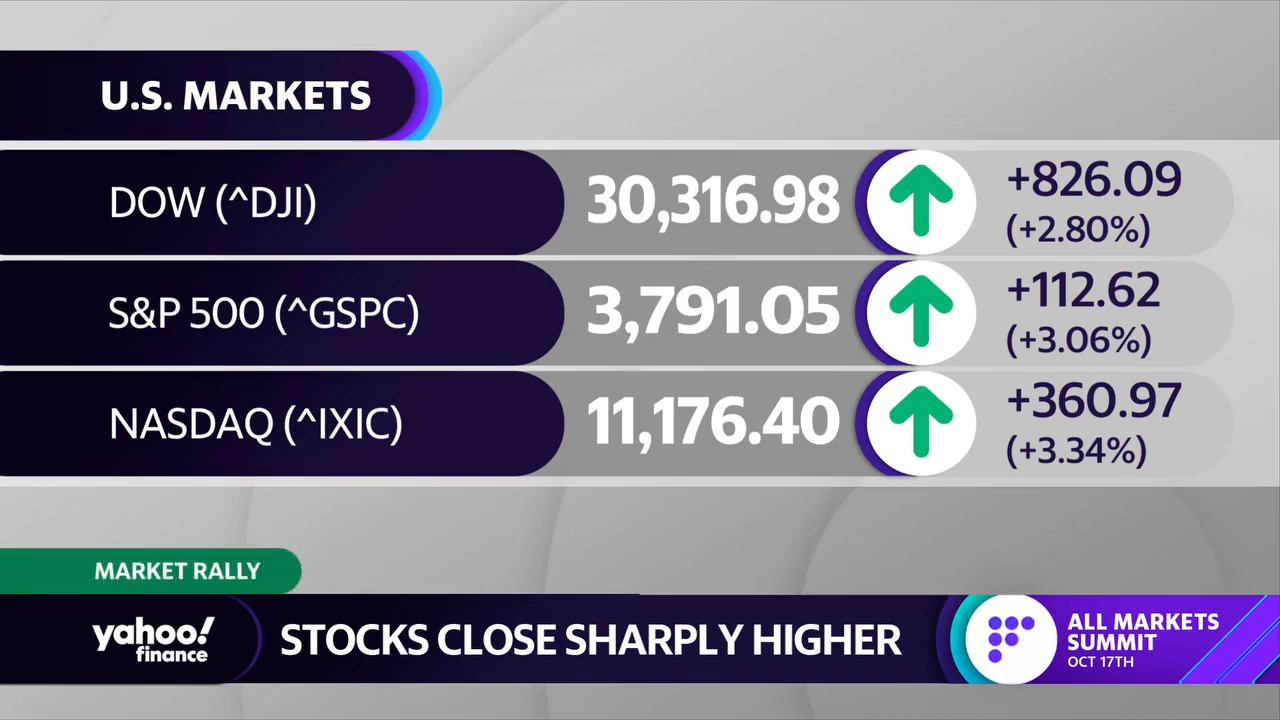 U.S. MARKETS
DOW (^DJI) 30,316.98 +826.09
(+2.80%)
S&P 500 (^GSPC) 3,791.05 +112.62
(+3.06%)
NASDAQ (^IXIC) 11,176.40 +360.97
(+3.34%)
MARKET RALLY
yahoo!
finance
STOCKS CLOSE SHARPLY HIGHER
ALL MARKETS
SUMMIT
OCT 17TH